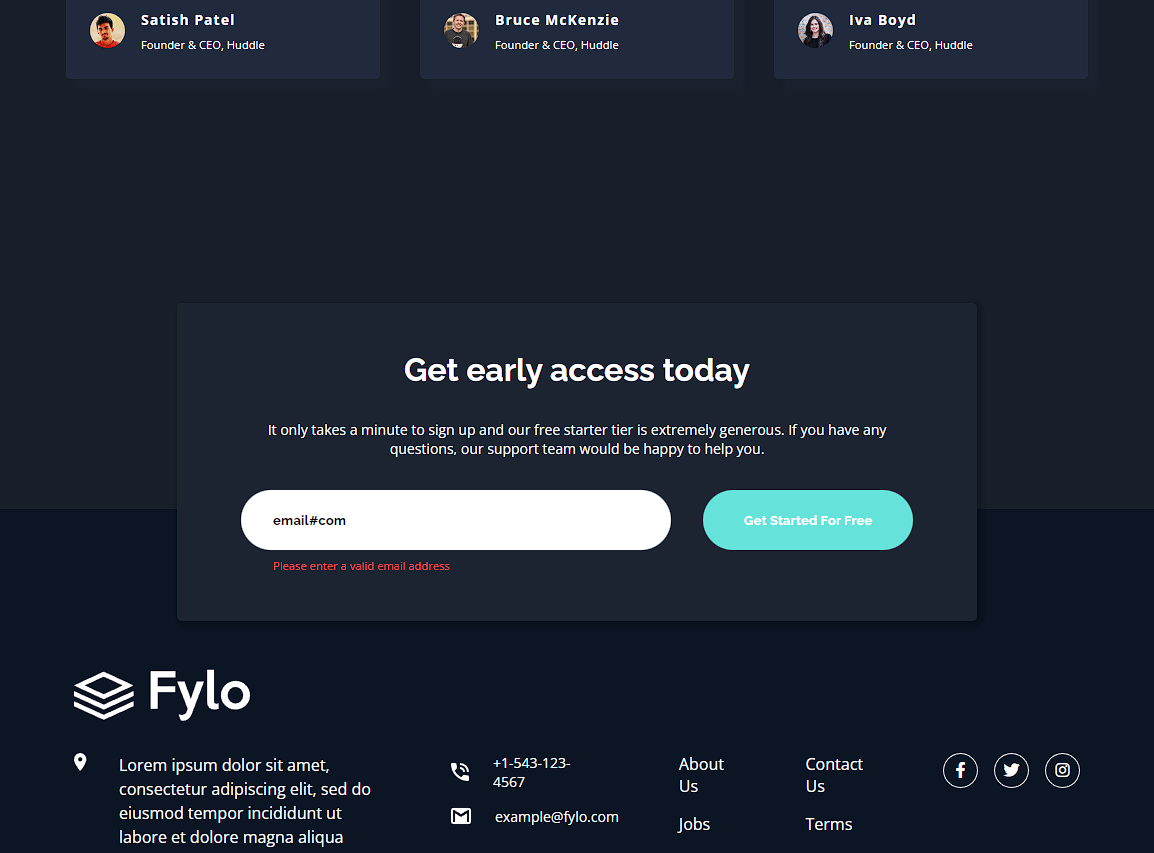 Satish Patel
Founder & CEO, Huddle
Bruce McKenzie
Founder & CEO, Huddle
Iva Boyd
Founder & CEO, Huddle
Get early access today
It only takes a minute to sign up and our free starter tier is extremely generous. If you have any
questions, our support team would be happy to help you.
email#com
Get Started For Free
Please enter a valid email address
Fylo
Lorem ipsum dolor sit amet,
consectetur adipiscing elit, sed do
eiusmod tempor incididunt ut
labore et dolore magna aliqua
+1-543-123-
4567
example@fylo.com
About
Us
Jobs
Contact
Us
Terms